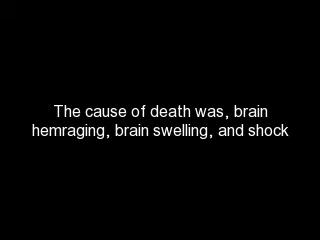 The cause of death was, brain
hemraging, brain swelling, and shock